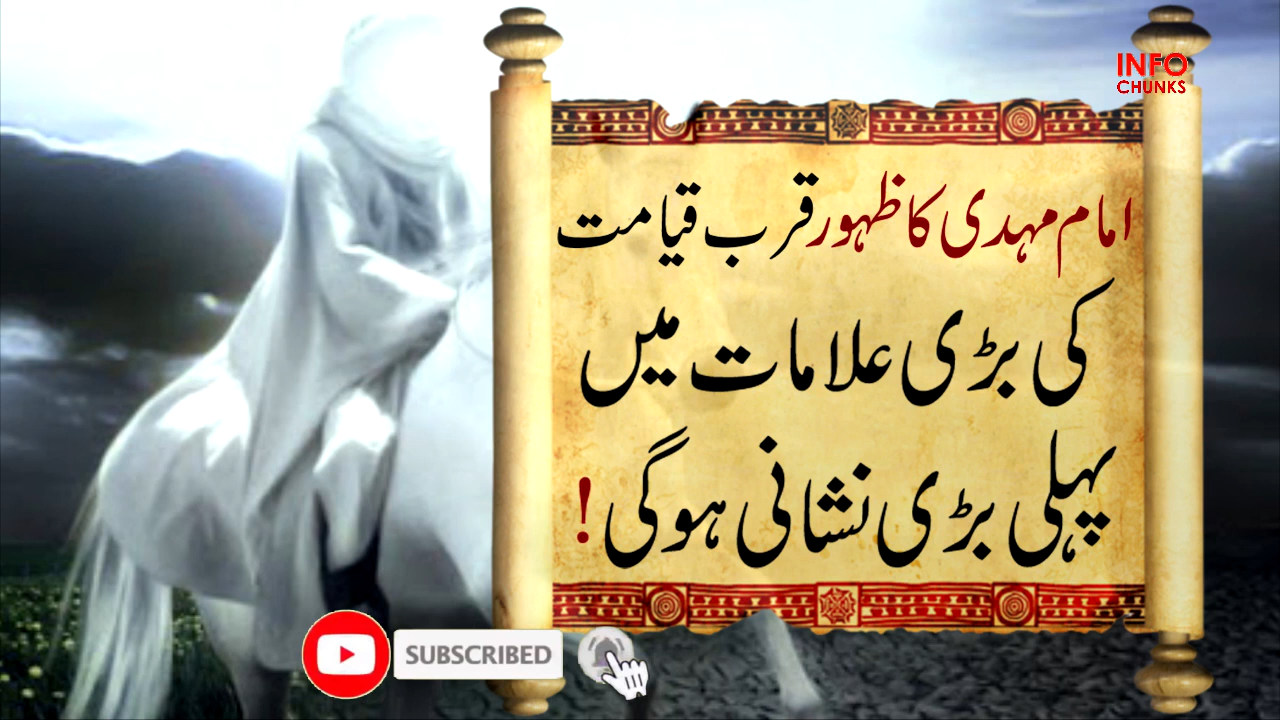 INFO
CHUNKS
امام مہدی کا ظہور قرب قیامت
کی بڑی علامات میں
پہلی بڑی نشانی ہوگی!
SUBSCRIBED